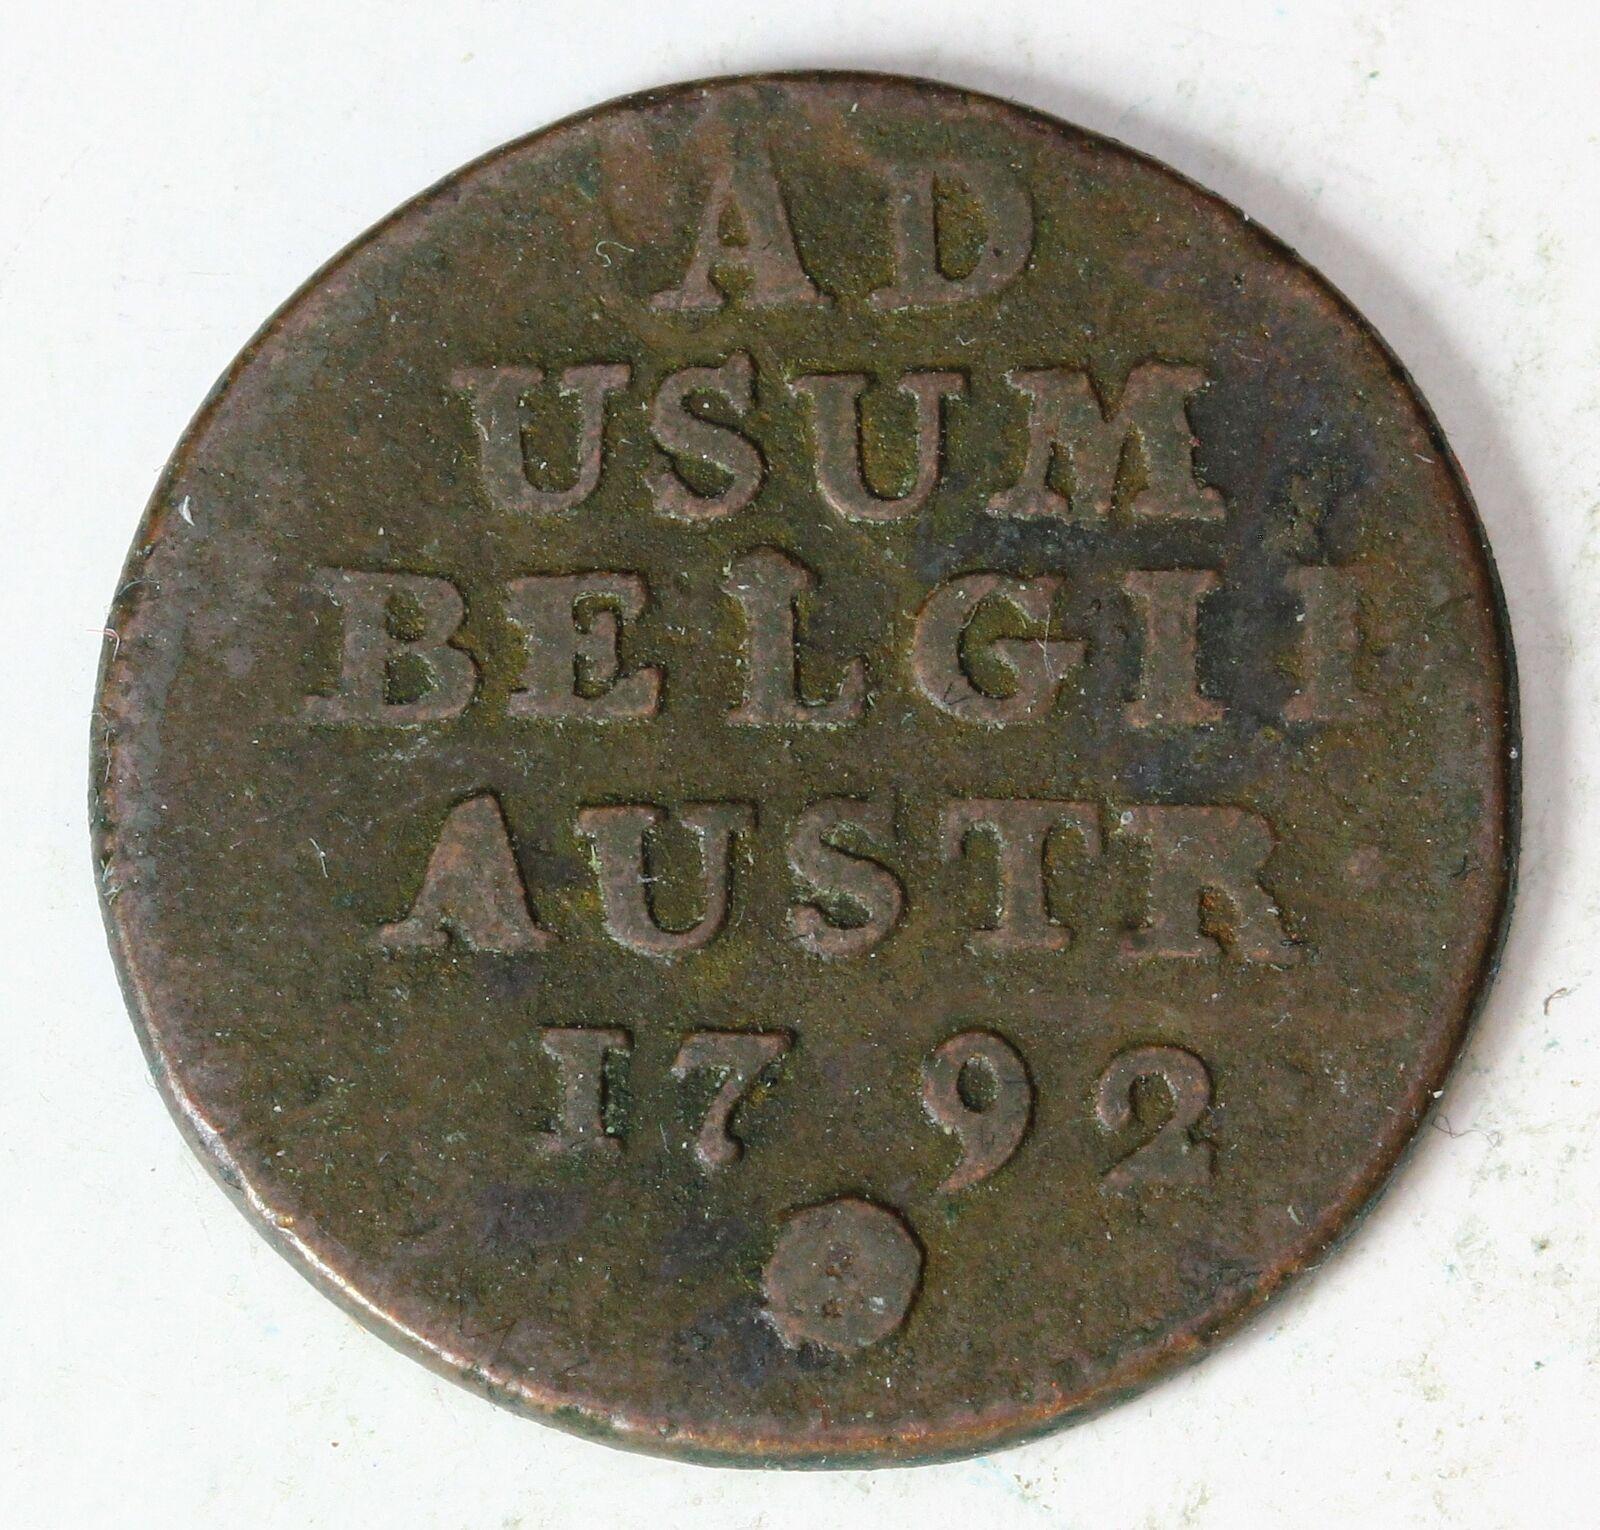 AD
USUM
BELGII
AUSTR
1792